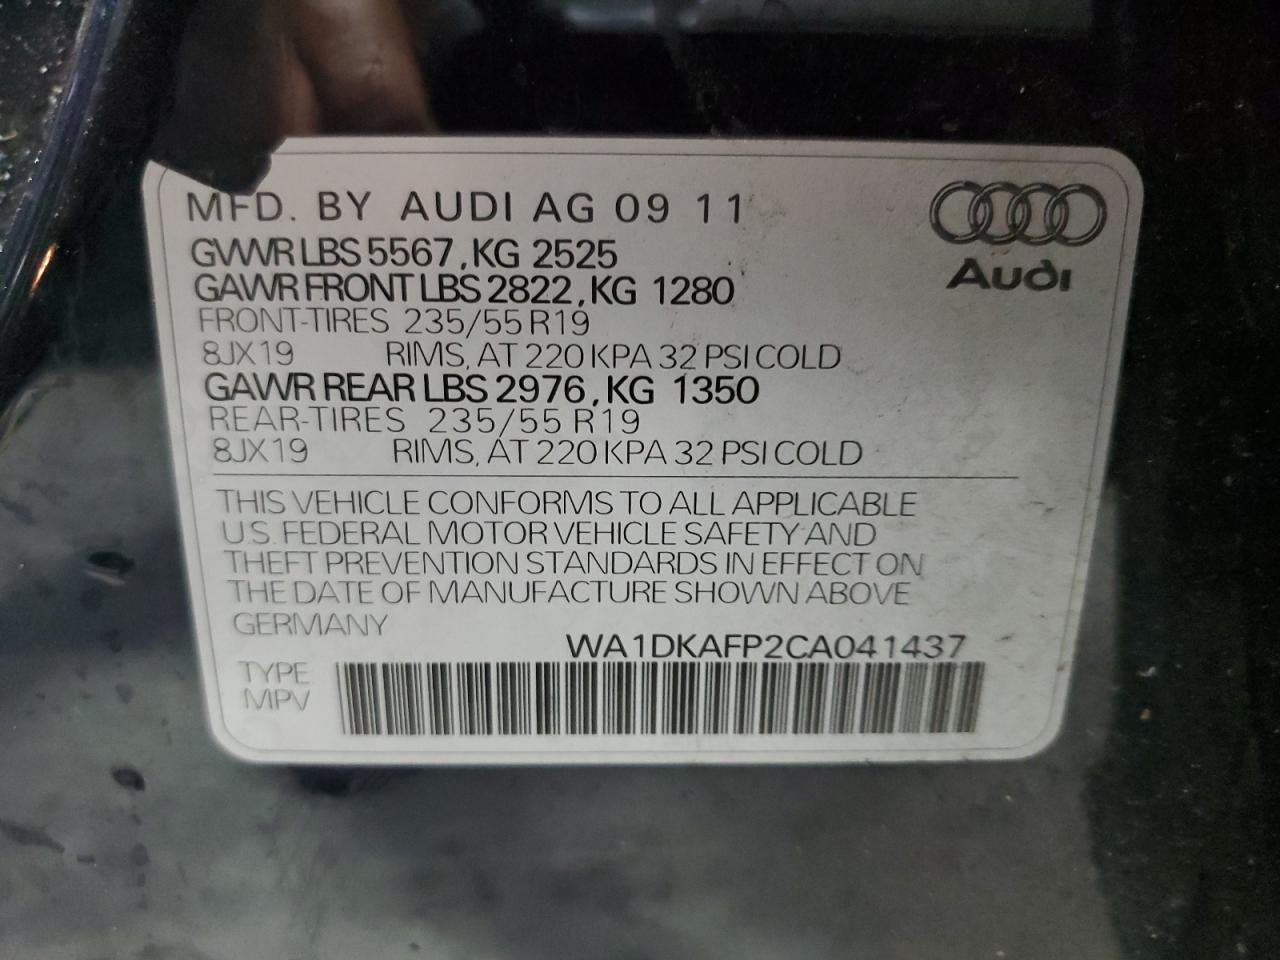 MFD. BY AUDI AG 09 11
GVWR LBS 5567, KG 2525
GAWR FRONT LBS 2822, KG 1280
FRONT-TIRES 235/55 R19
8JX19 RIMS, AT 220 KPA 32 PSI COLD
GAWR REAR LBS 2976, KG 1350
REAR-TIRES 235/55 R19
8JX19 RIMS, AT 220 KPA 32 PSI COLD
Audi
THIS VEHICLE CONFORMS TO ALL APPLICABLE
U.S. FEDERAL MOTOR VEHICLE SAFETY AND
THEFT PREVENTION STANDARDS IN EFFECT ON
THE DATE OF MANUFACTURE SHOWN ABOVE
GERMANY
WA1DKAFP2CA041437
TYPE
MPV